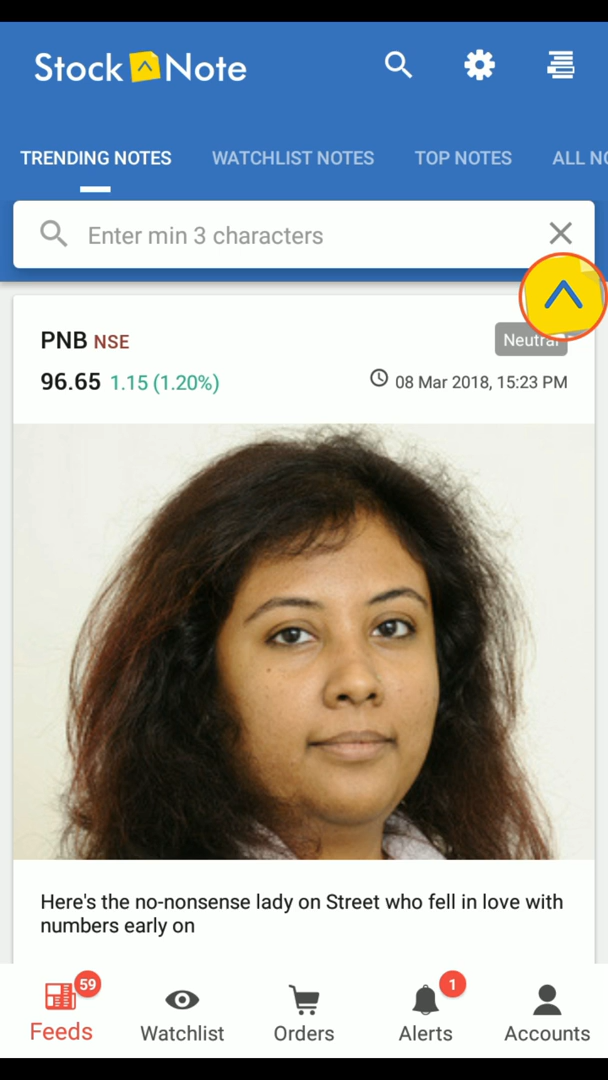 Stock Note
TRENDING NOTES WATCHLIST NOTES TOP NOTES ALL NO
Enter min 3 characters
PNB NSE Neutral
96.65 1.15 (1.20%) 08 Mar 2018, 15:23 PM
Here's the no-nonsense lady on Street who fell in love with
numbers early on
59 1
Feeds Watchlist Orders Alerts Accounts